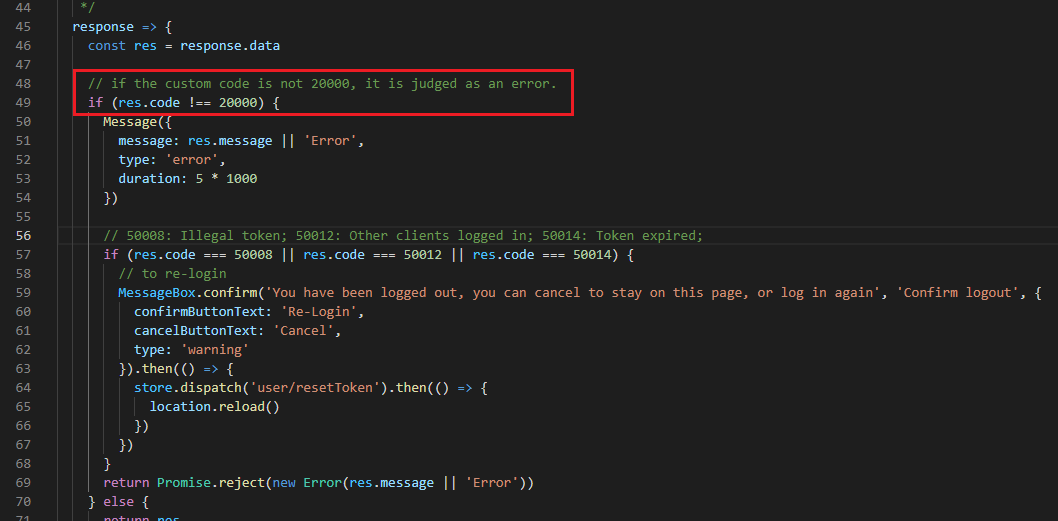 44 */
45 response => {
46 const res = response.data
47
48 // if the custom code is not 20000, it is judged as an error.
49 if (res.code !== 20000) {
50 Message({
51 message: res.message || 'Error',
52 type: 'error',
53 duration: 5 * 1000
54 })
55
56 // 50008: Illegal token; 50012: Other clients logged in; 50014: Token expired;
57 if (res.code === 50008 || res.code === 50012 || res.code === 50014) {
58 // to re-login
59 MessageBox.confirm('You have been logged out, you can cancel to stay on this page, or log in again', 'Confirm logout', {
60 confirmButtonText: 'Re-Login',
61 cancelButtonText: 'Cancel',
62 type: 'warning'
63 }).then(() => {
64 store.dispatch('user/resetToken').then(() => {
65 location.reload()
66 })
67 })
68 }
69 return Promise.reject(new Error(res.message || 'Error'))
70 } else {
71 return res